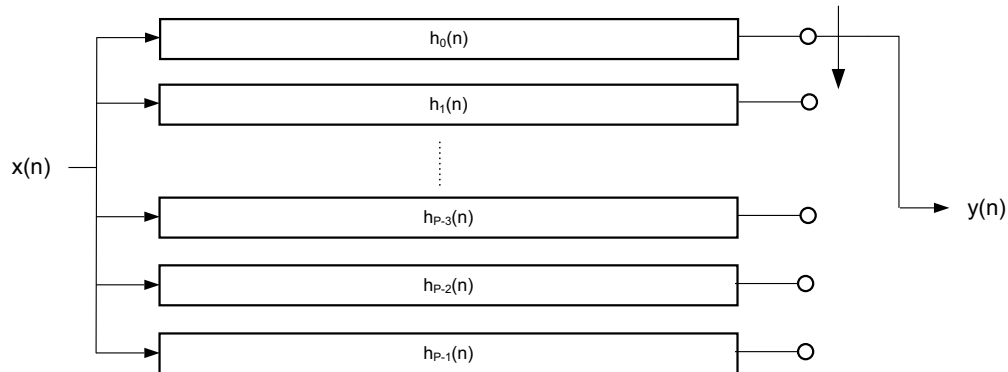 h₀(n)
h₁(n)
x(n)
h_{P-3}(n)
y(n)
h_{P-2}(n)
h_{P-1}(n)